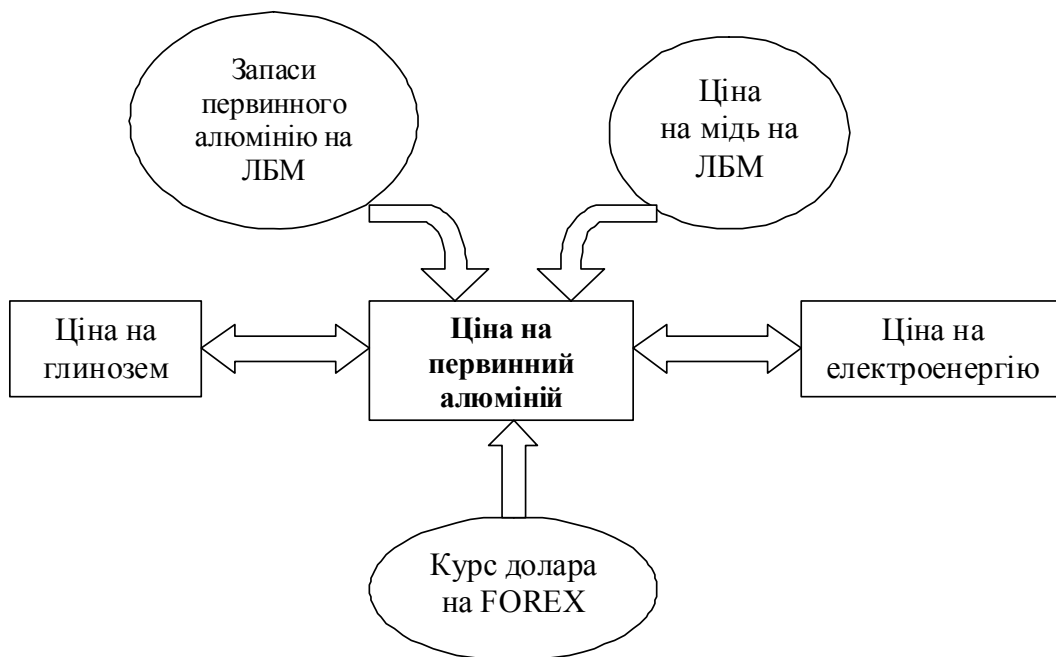 Запаси
первинного
алюмінію на
ЛБМ
Ціна
на мідь на
ЛБМ
Ціна на
глинозем
Ціна на
первинний
алюміній
Ціна на
електроенергію
Курс долара
на FOREX